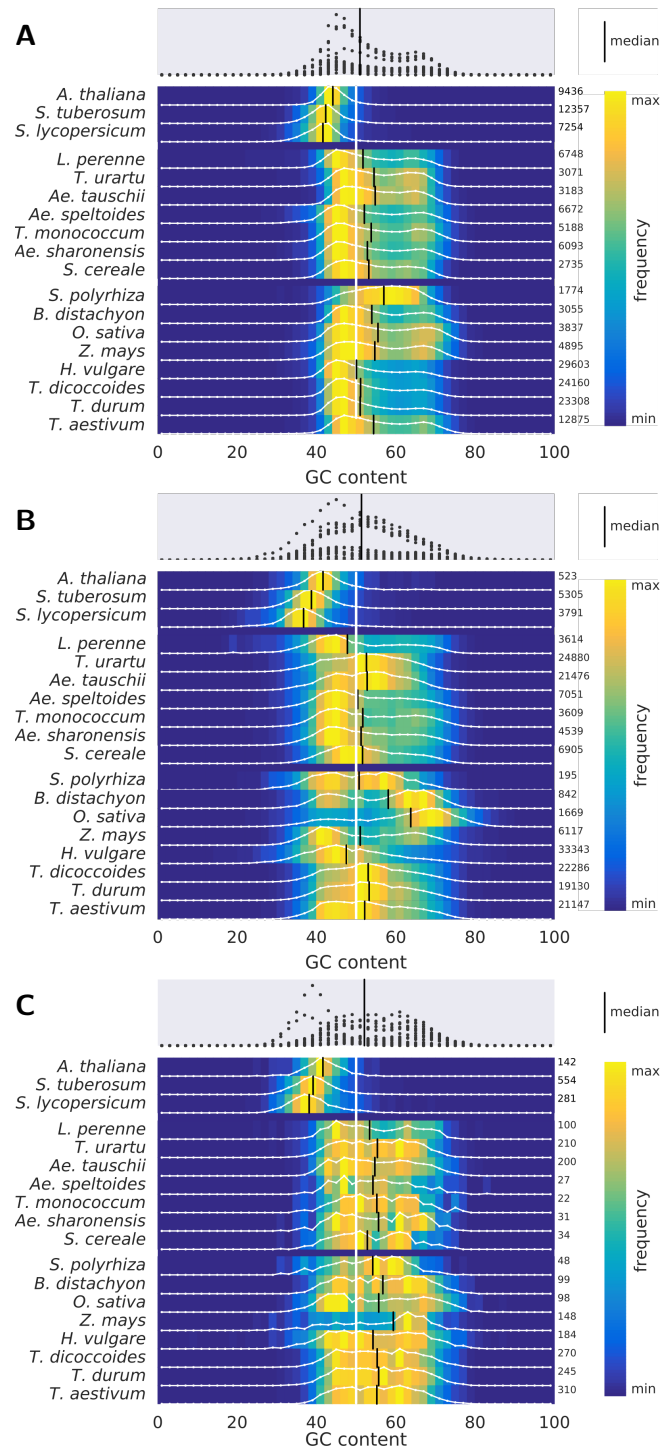 A
median
A. thaliana 9436
S. tuberosum 12357
S. lycopersicum 7254
L. perenne 6748
T. urartu 3071
Ae. tauschii 3183
Ae. speltoides 6672
T. monococcum 5188
Ae. sharonensis 6093
S. cereale 2735
S. polyrhiza 1774
B. distachyon 3055
O. sativa 3837
Z. mays 4895
H. vulgare 29603
T. dicoccoides 24160
T. durum 23308
T. aestivum 12875
max
frequency
min
0 20 40 60 80 100
GC content
B
median
A. thaliana 523
S. tuberosum 5305
S. lycopersicum 3791
L. perenne 3614
T. urartu 24880
Ae. tauschii 21476
Ae. speltoides 7051
T. monococcum 3609
Ae. sharonensis 4539
S. cereale 6905
S. polyrhiza 195
B. distachyon 842
O. sativa 1669
Z. mays 6117
H. vulgare 33343
T. dicoccoides 22286
T. durum 19130
T. aestivum 21147
max
frequency
min
0 20 40 60 80 100
GC content
C
median
A. thaliana 142
S. tuberosum 554
S. lycopersicum 281
L. perenne 100
T. urartu 210
Ae. tauschii 200
Ae. speltoides 27
T. monococcum 22
Ae. sharonensis 31
S. cereale 34
S. polyrhiza 48
B. distachyon 99
O. sativa 98
Z. mays 148
H. vulgare 184
T. dicoccoides 270
T. durum 245
T. aestivum 310
max
frequency
min
0 20 40 60 80 100
GC content